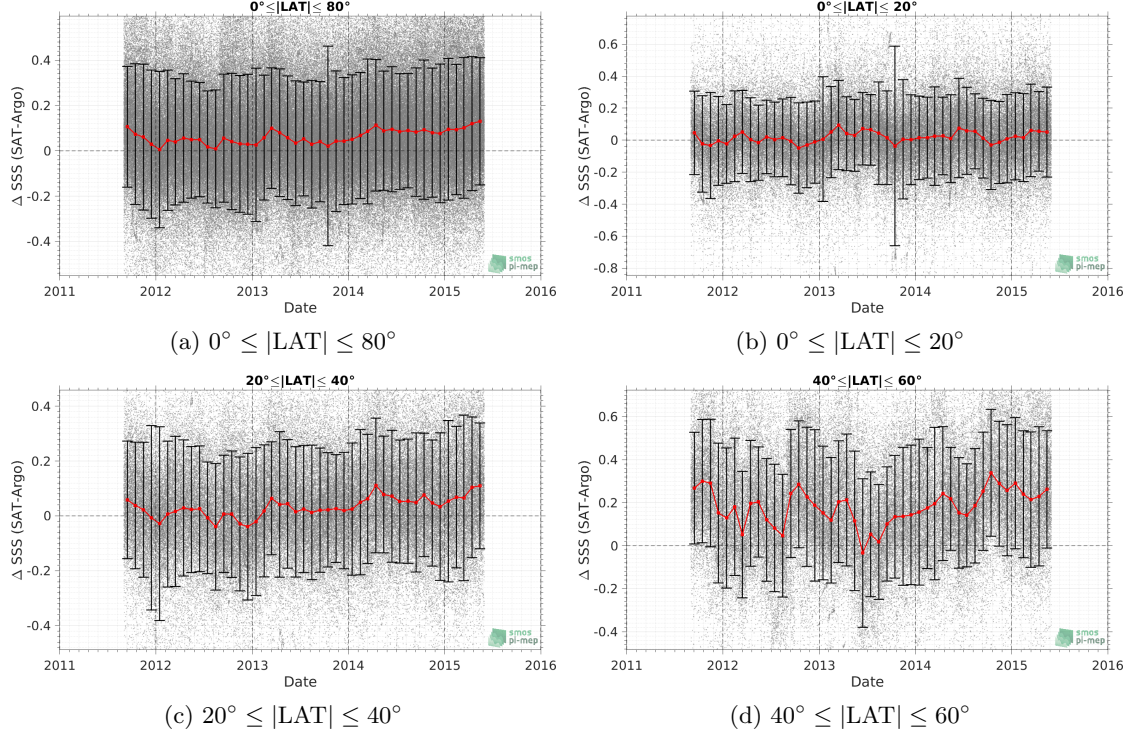 0°≤|LAT|≤ 80°
0.4
0.2
0
-0.2
-0.4
Δ SSS (SAT-Argo)
smos
pi-mep
2011 2012 2013 2014 2015 2016
Date
(a) 0° ≤ |LAT| ≤ 80°
0°≤|LAT|≤ 20°
0.6
0.4
0.2
0
-0.2
-0.4
-0.6
-0.8
Δ SSS (SAT-Argo)
smos
pi-mep
2011 2012 2013 2014 2015 2016
Date
(b) 0° ≤ |LAT| ≤ 20°
20°≤|LAT|≤ 40°
0.4
0.2
0
-0.2
-0.4
Δ SSS (SAT-Argo)
smos
pi-mep
2011 2012 2013 2014 2015 2016
Date
(c) 20° ≤ |LAT| ≤ 40°
40°≤|LAT|≤ 60°
0.6
0.4
0.2
0
-0.2
-0.4
Δ SSS (SAT-Argo)
smos
pi-mep
2011 2012 2013 2014 2015 2016
Date
(d) 40° ≤ |LAT| ≤ 60°